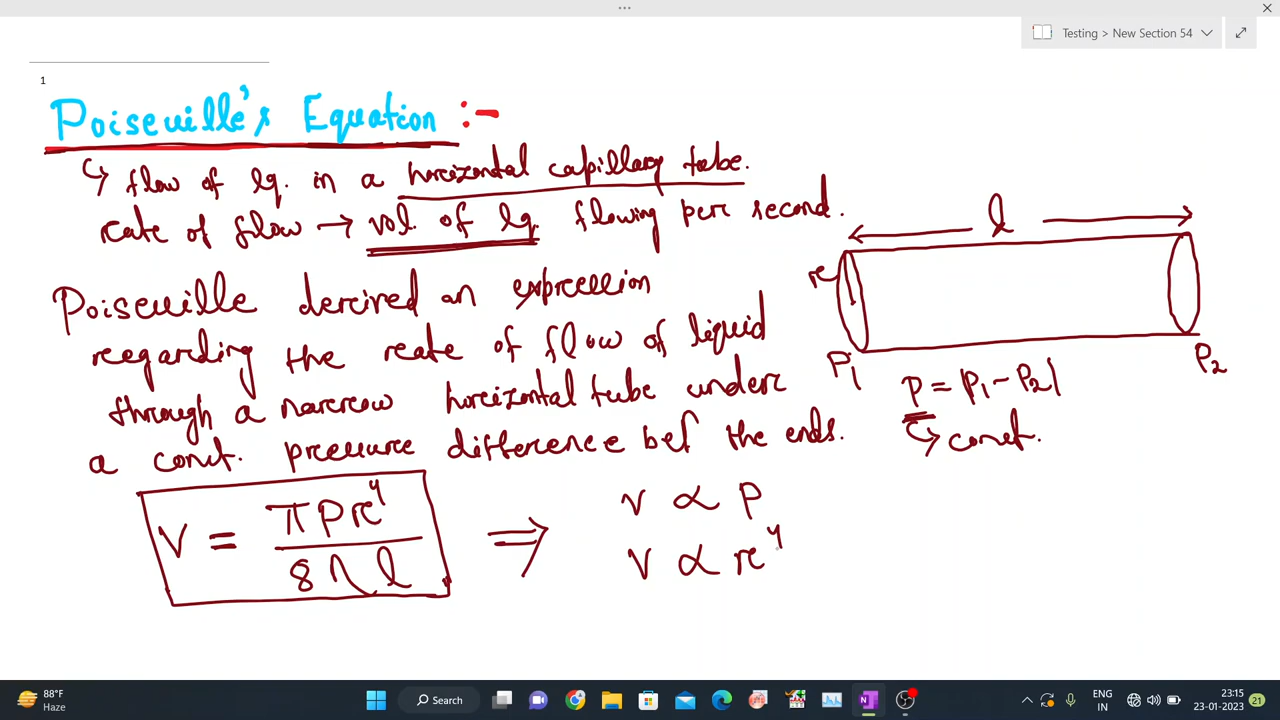 Testing > New Section 54
1
Poiseuille's Equation :-
↳ flow of lq. in a horizontal capillary tube.
rate of flow → vol. of lq. flowing per second.
Poiseuille derived an expression
regarding the rate of flow of liquid
through a narrow horizontal tube under
a const. pressure difference bet the ends.
V = πpr⁴ / 8ηl ⇒ V ∝ p
V ∝ r⁴
l
r
P₁ P₂
p = |p₁ - p₂|
↳ const.
88°F
Haze
Search
ENG
IN
23:15
23-01-2023
21